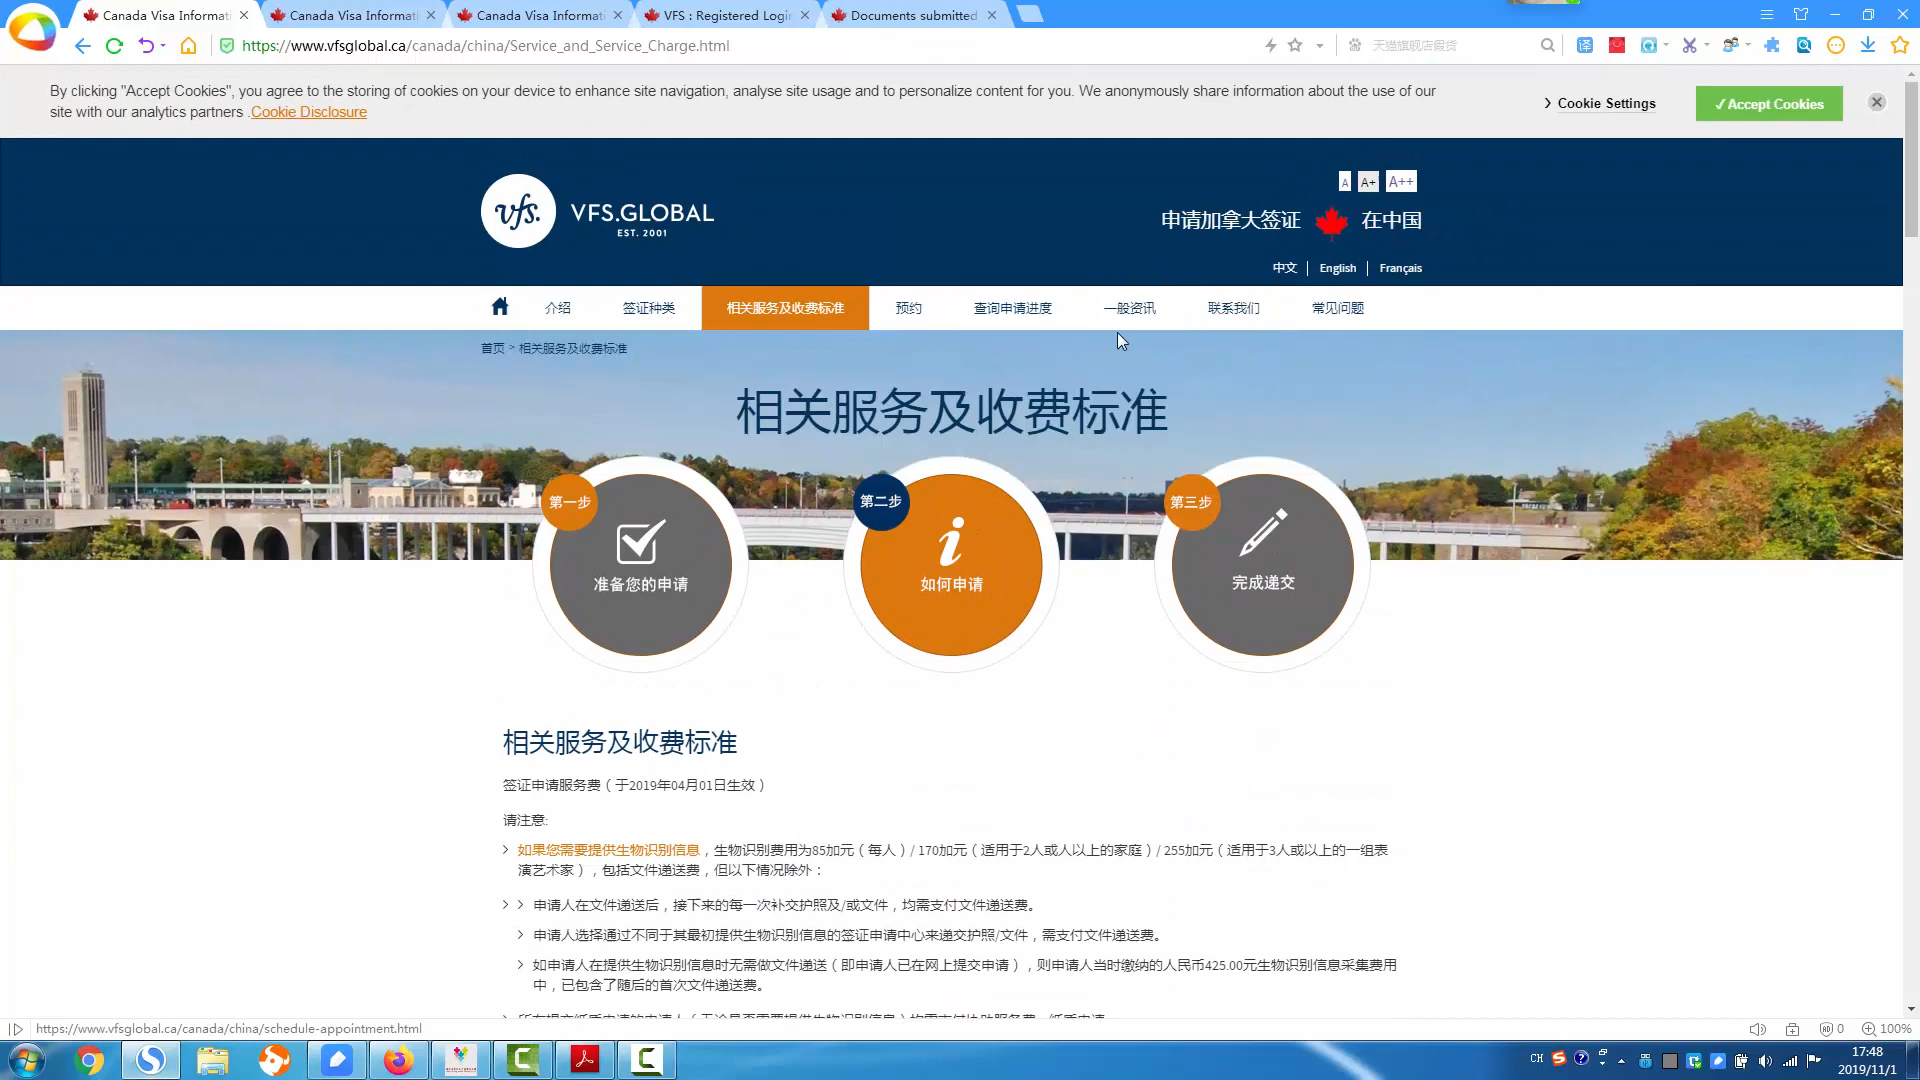 Canada Visa Informati
Canada Visa Informati
Canada Visa Informati
VFS : Registered Login
Documents submitted
https://www.vfsglobal.ca/canada/china/Service_and_Service_Charge.html
天猫旗舰店假货
By clicking "Accept Cookies", you agree to the storing of cookies on your device to enhance site navigation, analyse site usage and to personalize content for you. We anonymously share information about the use of our
site with our analytics partners .Cookie Disclosure
Cookie Settings
✓Accept Cookies
vfs.
VFS.GLOBAL
EST. 2001
A A+ A++
申请加拿大签证 在中国
中文 | English | Français
介绍 签证种类 相关服务及收费标准 预约 查询申请进度 一般资讯 联系我们 常见问题
首页 > 相关服务及收费标准
相关服务及收费标准
第一步
准备您的申请
第二步
如何申请
第三步
完成递交
相关服务及收费标准
签证申请服务费（于2019年04月01日生效）
请注意:
如果您需要提供生物识别信息，生物识别费用为85加元（每人）/ 170加元（适用于2人或人以上的家庭）/ 255加元（适用于3人或以上的一组表
演艺术家），包括文件递送费，但以下情况除外：
申请人在文件递送后，接下来的每一次补交护照及/或文件，均需支付文件递送费。
申请人选择通过不同于其最初提供生物识别信息的签证申请中心来递交护照/文件，需支付文件递送费。
如申请人在提供生物识别信息时无需做文件递送（即申请人已在网上提交申请），则申请人当时缴纳的人民币425.00元生物识别信息采集费用
中，已包含了随后的首次文件递送费。
https://www.vfsglobal.ca/canada/china/schedule-appointment.html
0
100%
CH
17:48
2019/11/1